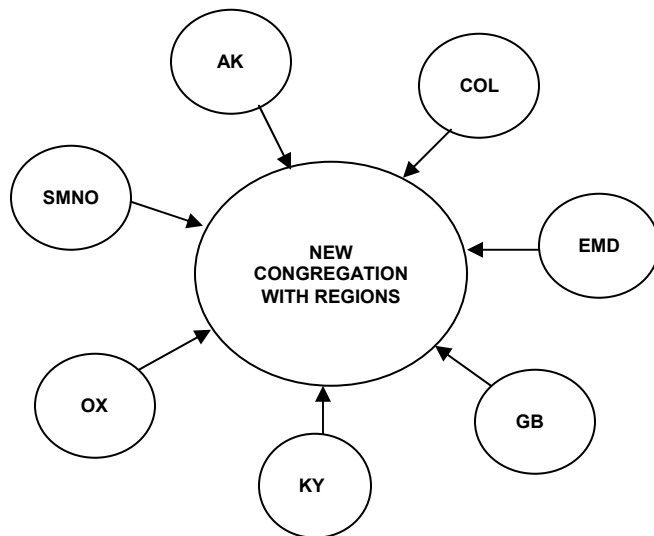 AK
COL
SMNO
NEW
CONGREGATION
WITH REGIONS
EMD
OX
GB
KY